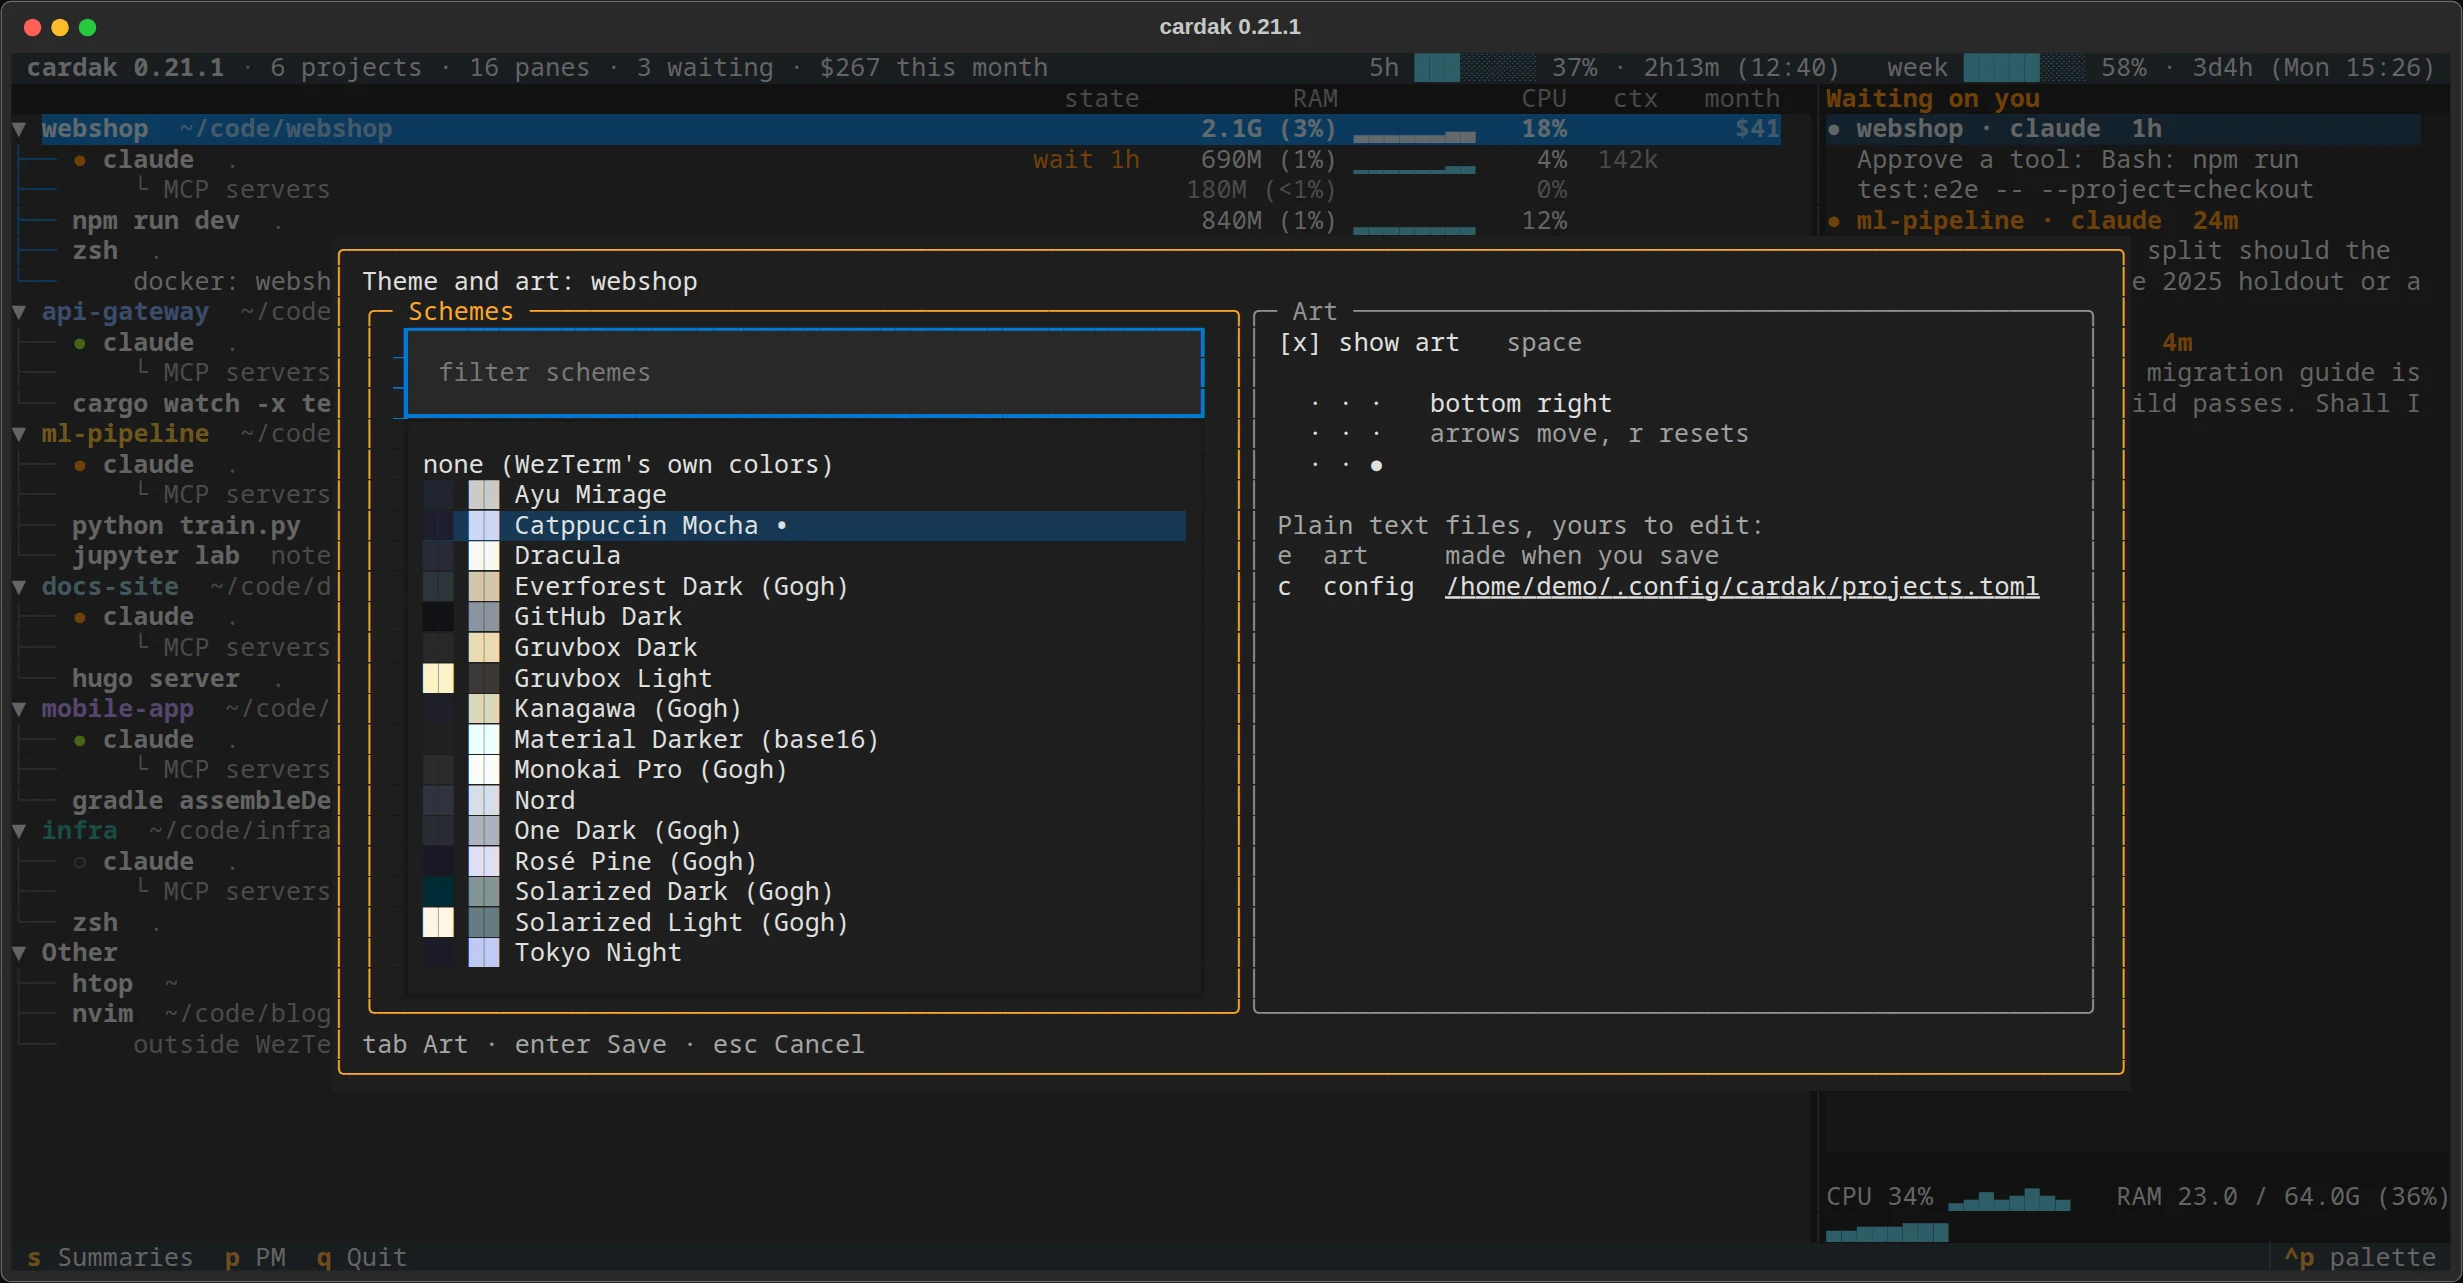 cardak 0.21.1
cardak 0.21.1 · 6 projects · 16 panes · 3 waiting · $267 this month 5h 37% · 2h13m (12:40) week 58% · 3d4h (Mon 15:26)
state RAM CPU ctx month
▼ webshop ~/code/webshop 2.1G (3%) 18% $41
● claude . wait 1h 690M (1%) 4% 142k
└ MCP servers 180M (<1%) 0%
npm run dev . 840M (1%) 12%
zsh .
docker: websh
▼ api-gateway ~/code
● claude .
└ MCP servers
cargo watch -x te
▼ ml-pipeline ~/code
● claude .
└ MCP servers
python train.py
jupyter lab note
▼ docs-site ~/code/d
● claude .
└ MCP servers
hugo server .
▼ mobile-app ~/code/
● claude .
└ MCP servers
gradle assembleDe
▼ infra ~/code/infra
○ claude .
└ MCP servers
zsh .
▼ Other
htop ~
nvim ~/code/blog
outside WezTe
Theme and art: webshop
Schemes
filter schemes
none (WezTerm's own colors)
Ayu Mirage
Catppuccin Mocha •
Dracula
Everforest Dark (Gogh)
GitHub Dark
Gruvbox Dark
Gruvbox Light
Kanagawa (Gogh)
Material Darker (base16)
Monokai Pro (Gogh)
Nord
One Dark (Gogh)
Rosé Pine (Gogh)
Solarized Dark (Gogh)
Solarized Light (Gogh)
Tokyo Night
Art
[x] show art space
· · · bottom right
· · · arrows move, r resets
· · ●
Plain text files, yours to edit:
e art made when you save
c config /home/demo/.config/cardak/projects.toml
tab Art · enter Save · esc Cancel
Waiting on you
● webshop · claude 1h
Approve a tool: Bash: npm run
test:e2e -- --project=checkout
● ml-pipeline · claude 24m
split should the
e 2025 holdout or a
4m
migration guide is
ild passes. Shall I
CPU 34% RAM 23.0 / 64.0G (36%)
s Summaries p PM q Quit ^p palette